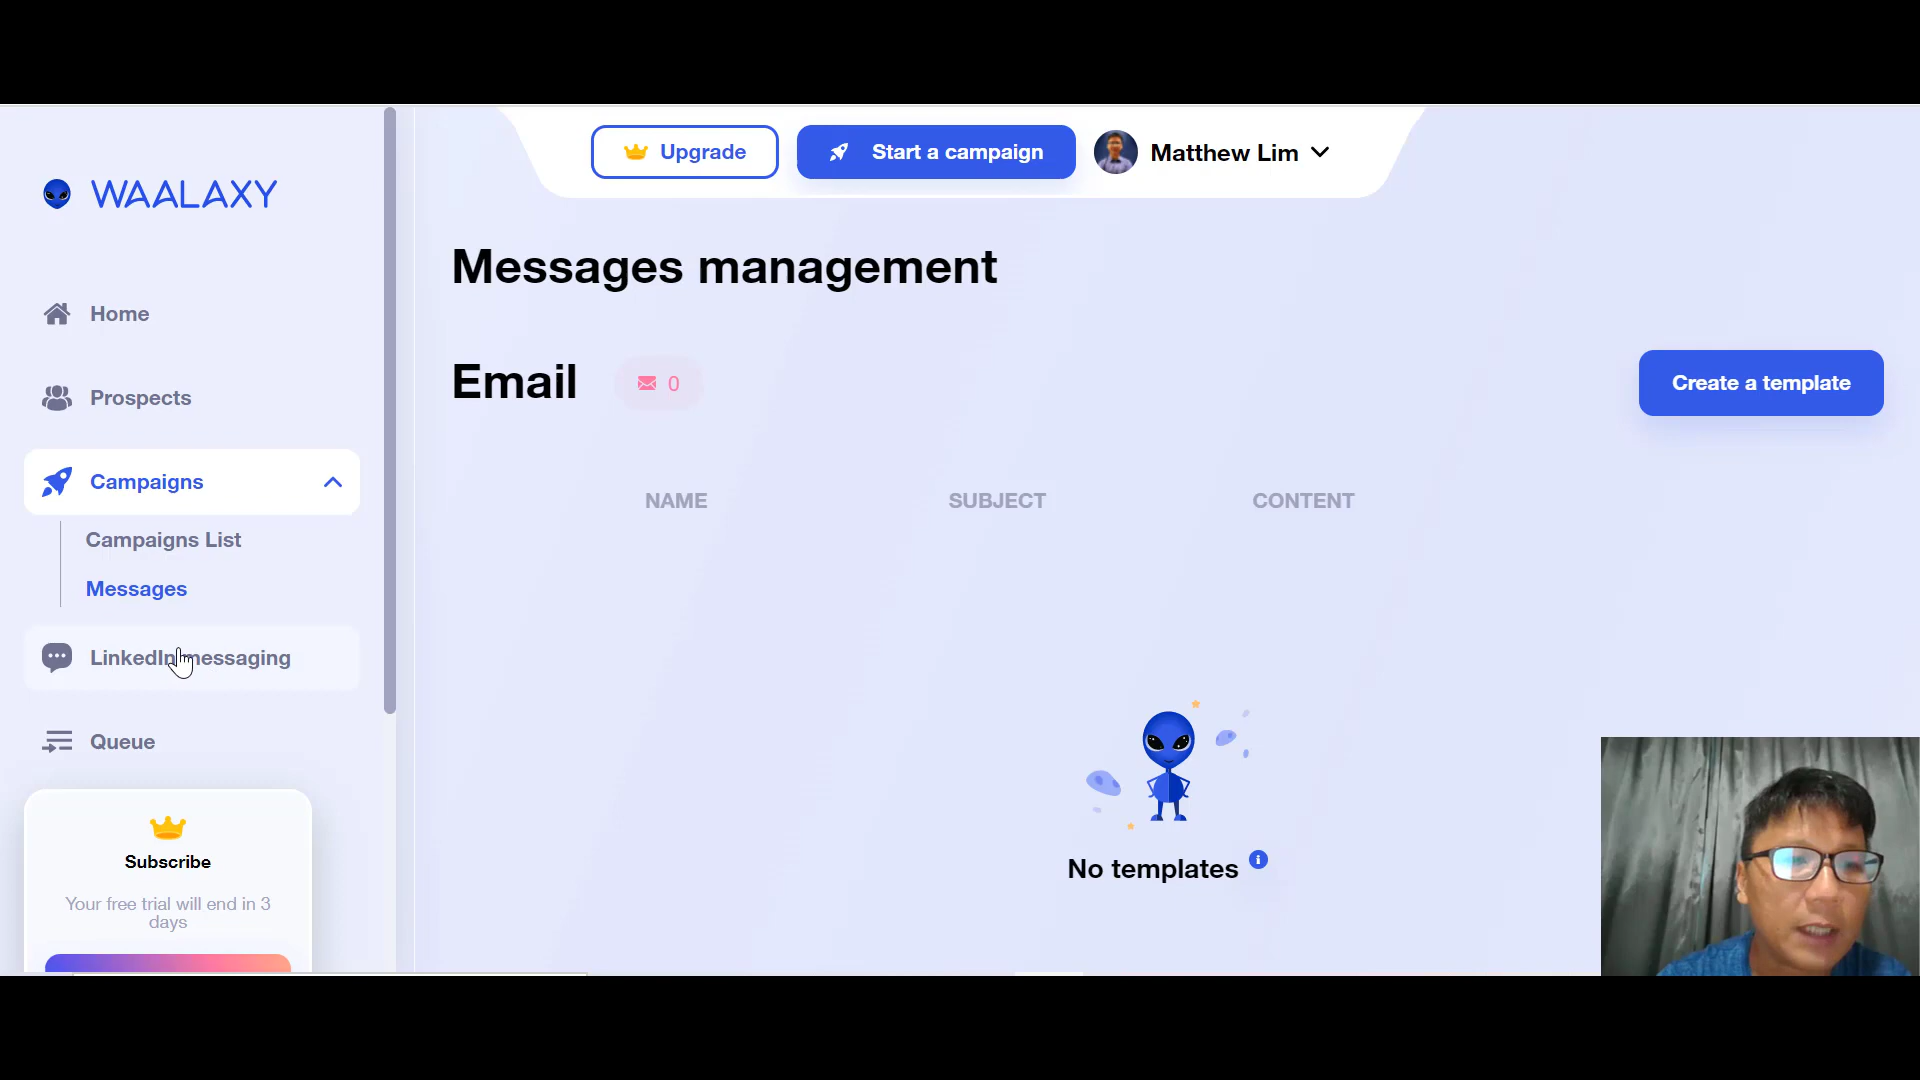 WAALAXY
Home
Prospects
Campaigns
Campaigns List
Messages
LinkedIn messaging
Queue
Subscribe
Your free trial will end in 3
days
Upgrade
Start a campaign
Matthew Lim
Messages management
Email
0
Create a template
NAME
SUBJECT
CONTENT
No templates